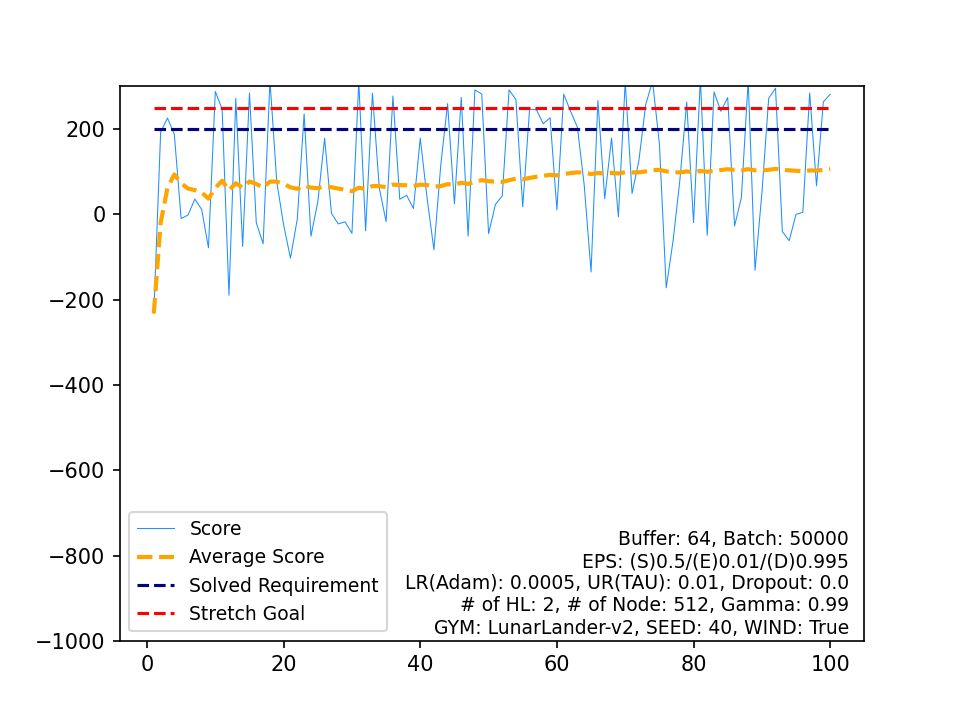 200
0
−200
−400
−600
−800
−1000
0
20
40
60
80
100
Score
Average Score
Solved Requirement
Stretch Goal
Buffer: 64, Batch: 50000
EPS: (S)0.5/(E)0.01/(D)0.995
LR(Adam): 0.0005, UR(TAU): 0.01, Dropout: 0.0
# of HL: 2, # of Node: 512, Gamma: 0.99
GYM: LunarLander-v2, SEED: 40, WIND: True